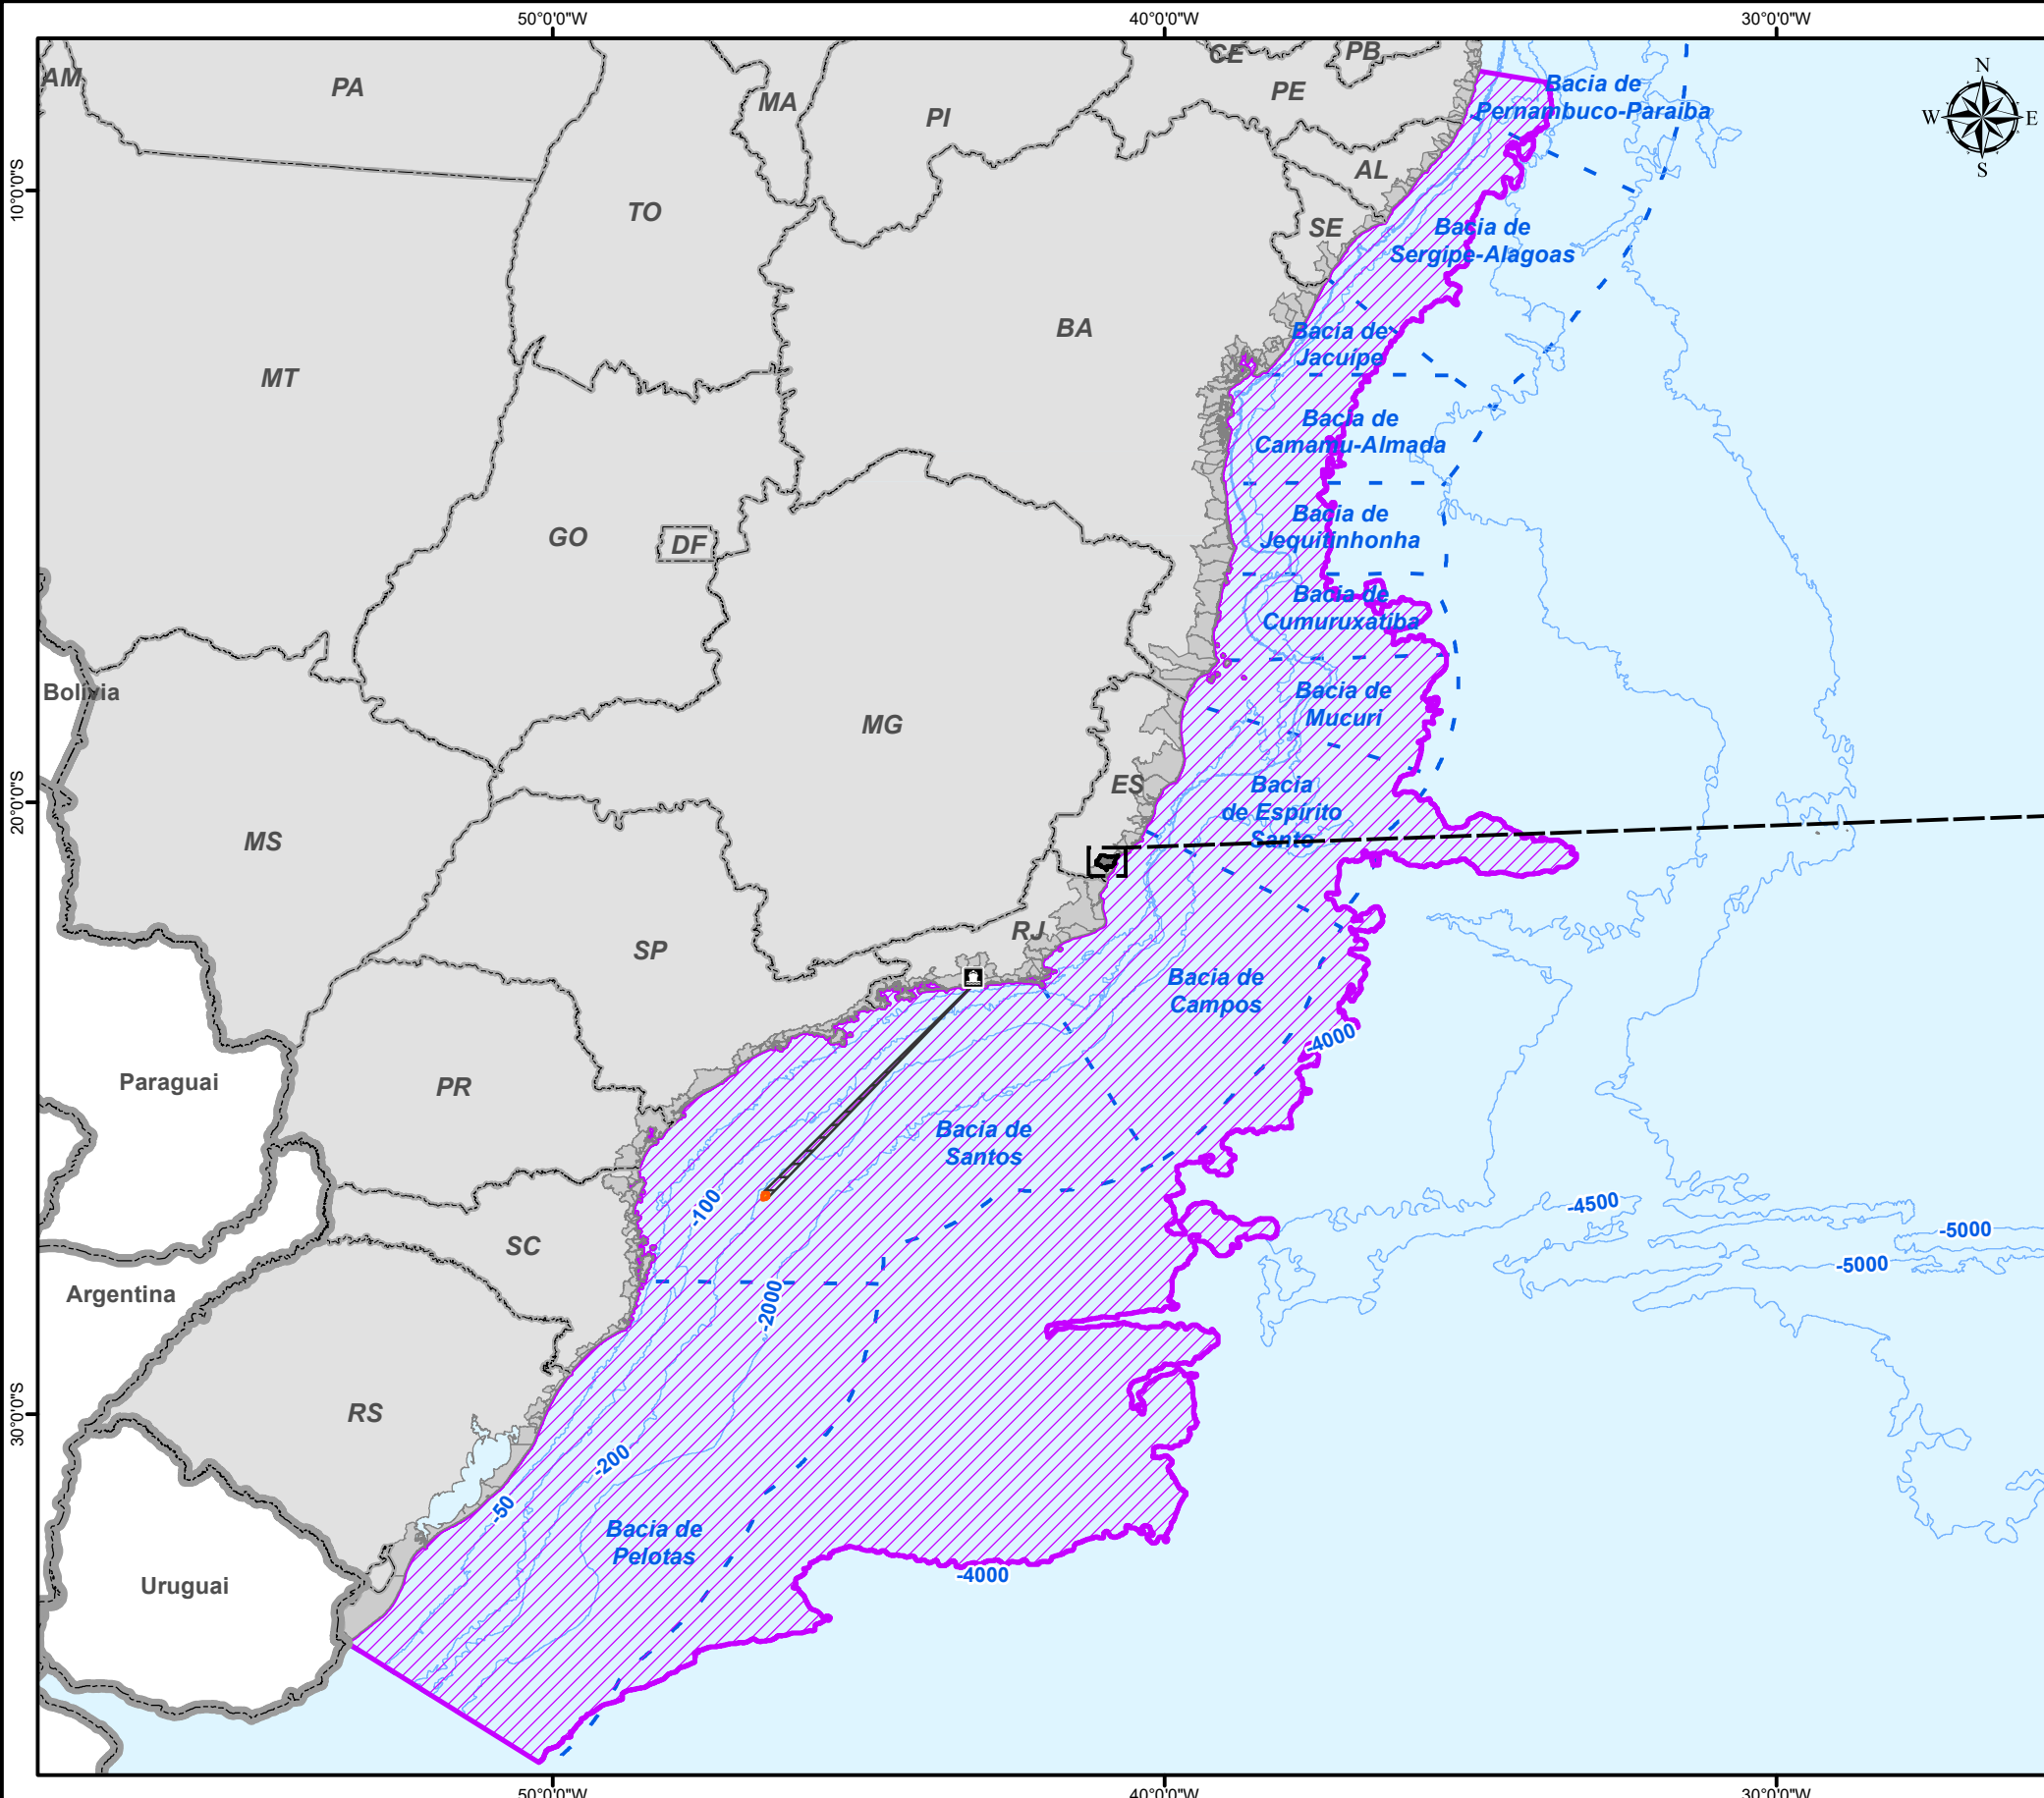 50°0'0"W
40°0'0"W
30°0'0"W
AM
PA
MA
PI
CE
PB
PE
Bacia de
Pernambuco-Paraiba
N
W
E
S
10°0'0"S
TO
AL
SE
Bacia de
Sergipe-Alagoas
MT
BA
Bacia de
Jacuípe
Bacia de
Camamu-Almada
GO
DF
Bacia de
Jequitinhonha
Bacia de
Cumuruxatiba
Bolívia
MG
Bacia de
Mucuri
20°0'0"S
MS
ES
Bacia
de Espírito
Santo
SP
RJ
Bacia de
Campos
-4000
Paraguai
PR
Bacia de
Santos
-100
-4500
-5000
-5000
SC
Argentina
-2000
30°0'0"S
RS
-200
-50
Bacia de
Pelotas
-4000
Uruguai
50°0'0"W
40°0'0"W
30°0'0"W